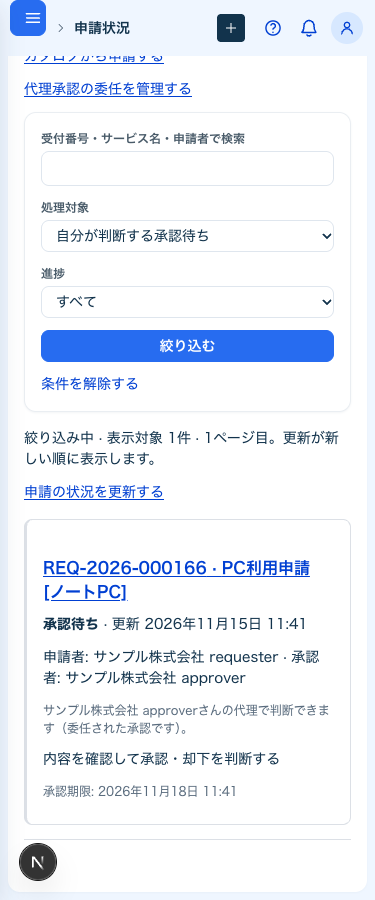 申請状況
カタログから申請する
代理承認の委任を管理する
受付番号・サービス名・申請者で検索
処理対象
自分が判断する承認待ち
進捗
すべて
絞り込む
条件を解除する
絞り込み中 · 表示対象 1件 · 1ページ目。更新が新
しい順に表示します。
申請の状況を更新する
REQ-2026-000166 · PC利用申請
[ノートPC]
承認待ち · 更新 2026年11月15日 11:41
申請者: サンプル株式会社 requester · 承認
者: サンプル株式会社 approver
サンプル株式会社 approverさんの代理で判断できま
す（委任された承認です）。
内容を確認して承認・却下を判断する
承認期限: 2026年11月18日 11:41
N